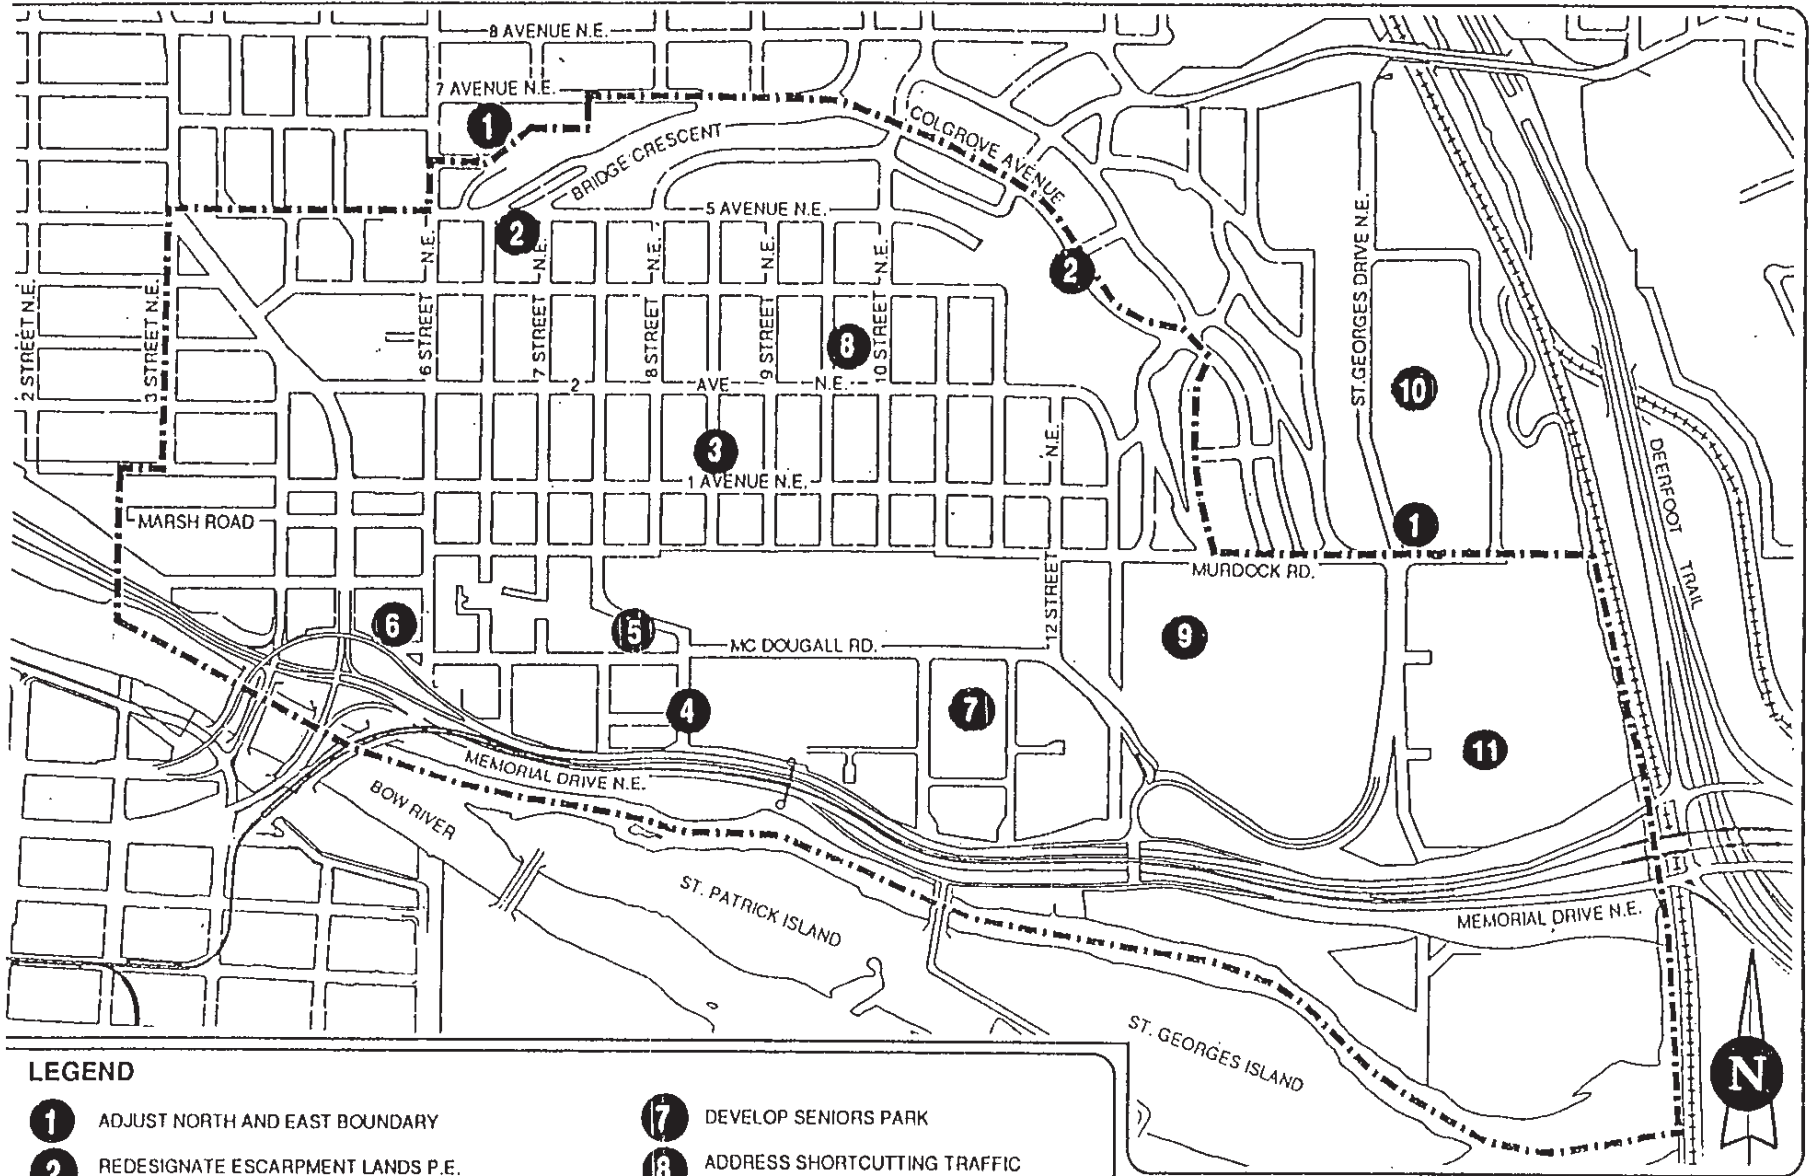 8 AVENUE N.E.
7 AVENUE N.E.
1
BRIDGE CRESCENT
COLGROVE AVENUE
5 AVENUE N.E.
2
2
2 STREET N.E.
3 STREET N.E.
6 STREET N.E.
7 STREET N.E.
8 STREET N.E.
9 STREET N.E.
10 STREET N.E.
ST. GEORGES DRIVE N.E.
8
10
2 AVE N.E.
3
1 AVENUE N.E.
DEERFOOT TRAIL
MARSH ROAD
1
MURDOCK RD.
12 STREET N.E.
6
5
9
MC DOUGALL RD.
4
7
11
MEMORIAL DRIVE N.E.
BOW RIVER
ST. PATRICK ISLAND
MEMORIAL DRIVE N.E.
ST. GEORGES ISLAND
N
LEGEND
1 ADJUST NORTH AND EAST BOUNDARY
2 REDESIGNATE ESCARPMENT LANDS P.E.
7 DEVELOP SENIORS PARK
8 ADDRESS SHORTCUTTING TRAFFIC